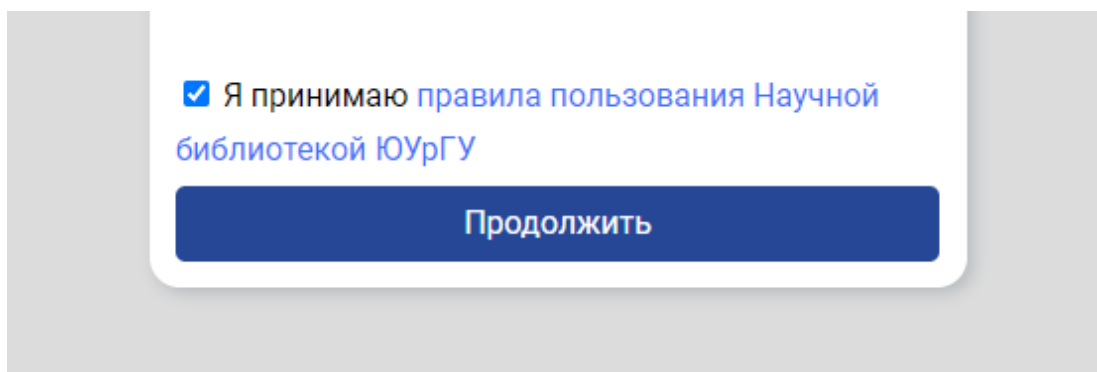 Я принимаю правила пользования Научной
библиотекой ЮУрГУ
Продолжить